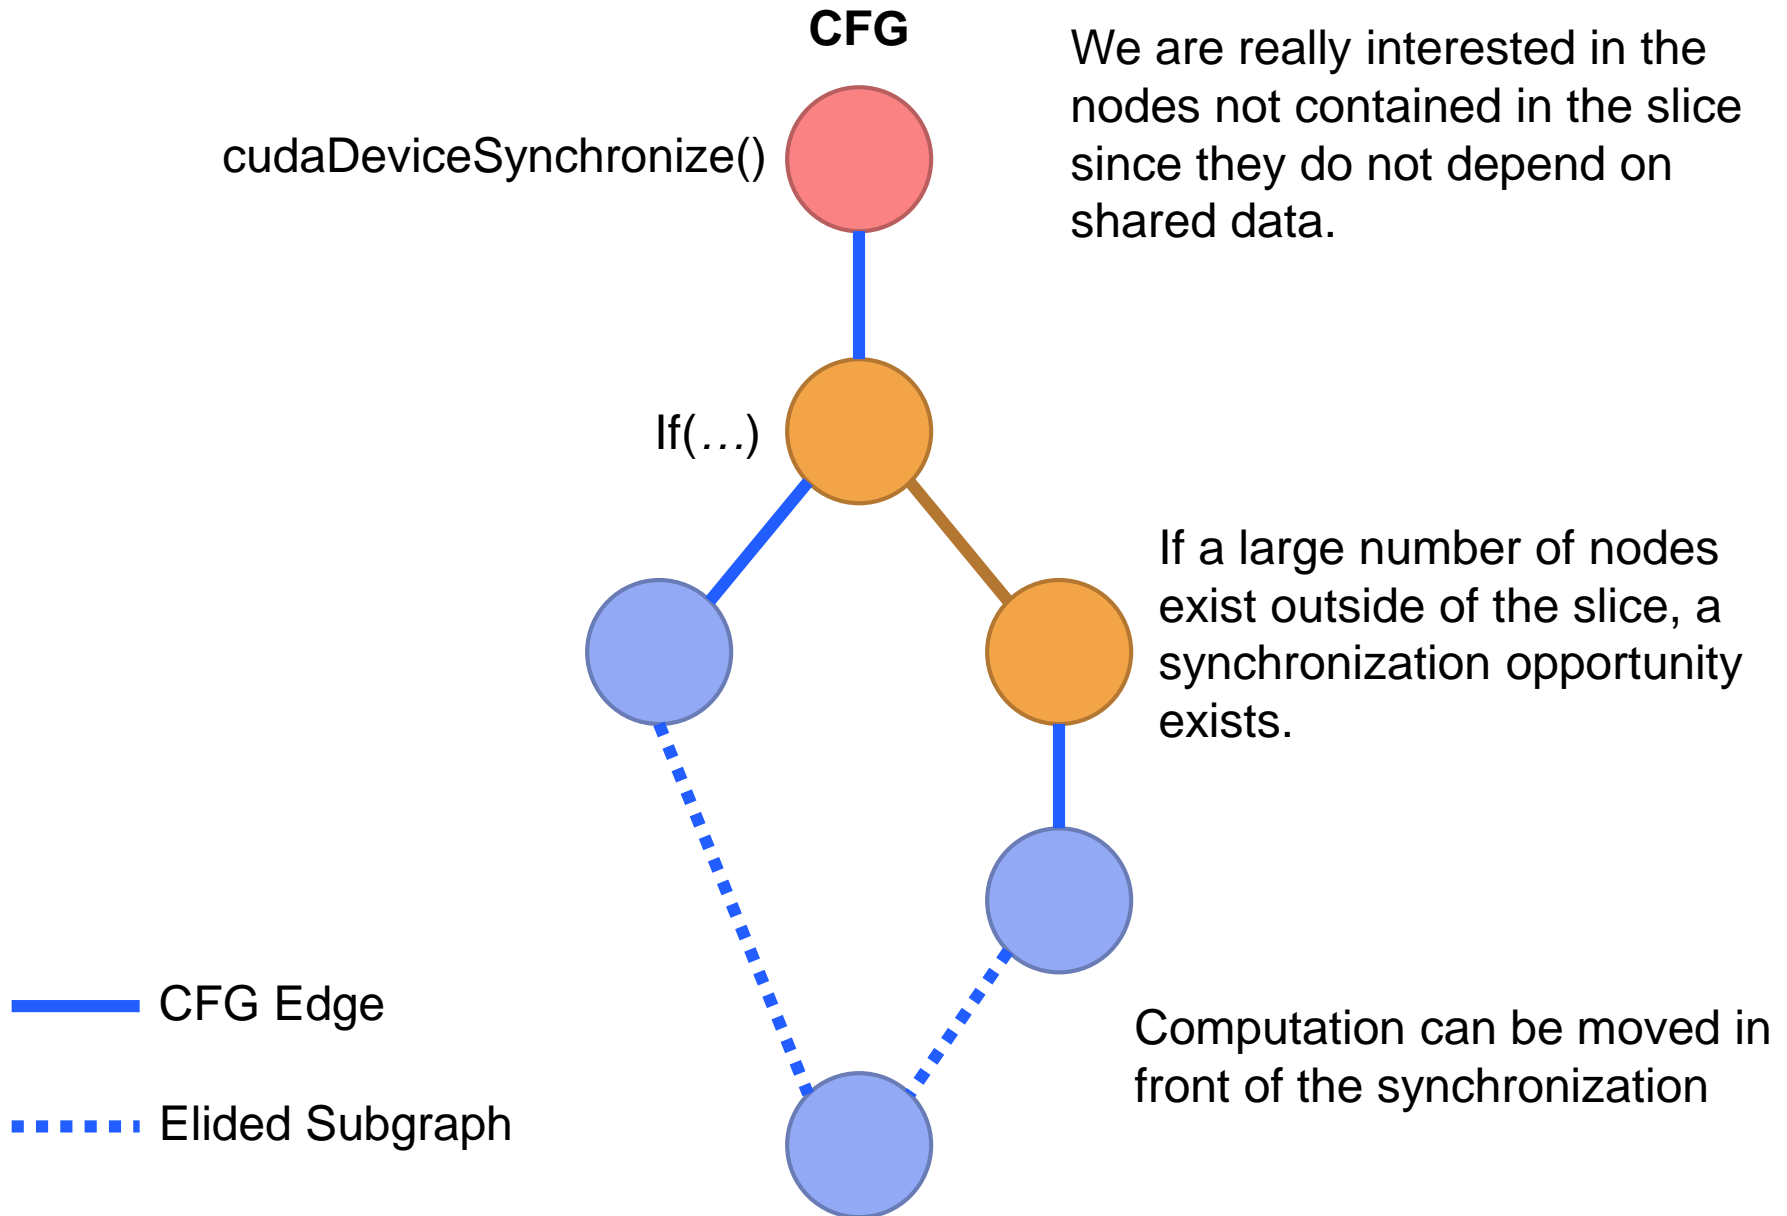 CFG
We are really interested in the
nodes not contained in the slice
since they do not depend on
shared data.
cudaDeviceSynchronize()
If(…)
If a large number of nodes
exist outside of the slice, a
synchronization opportunity
exists.
CFG Edge
Computation can be moved in
front of the synchronization
Elided Subgraph